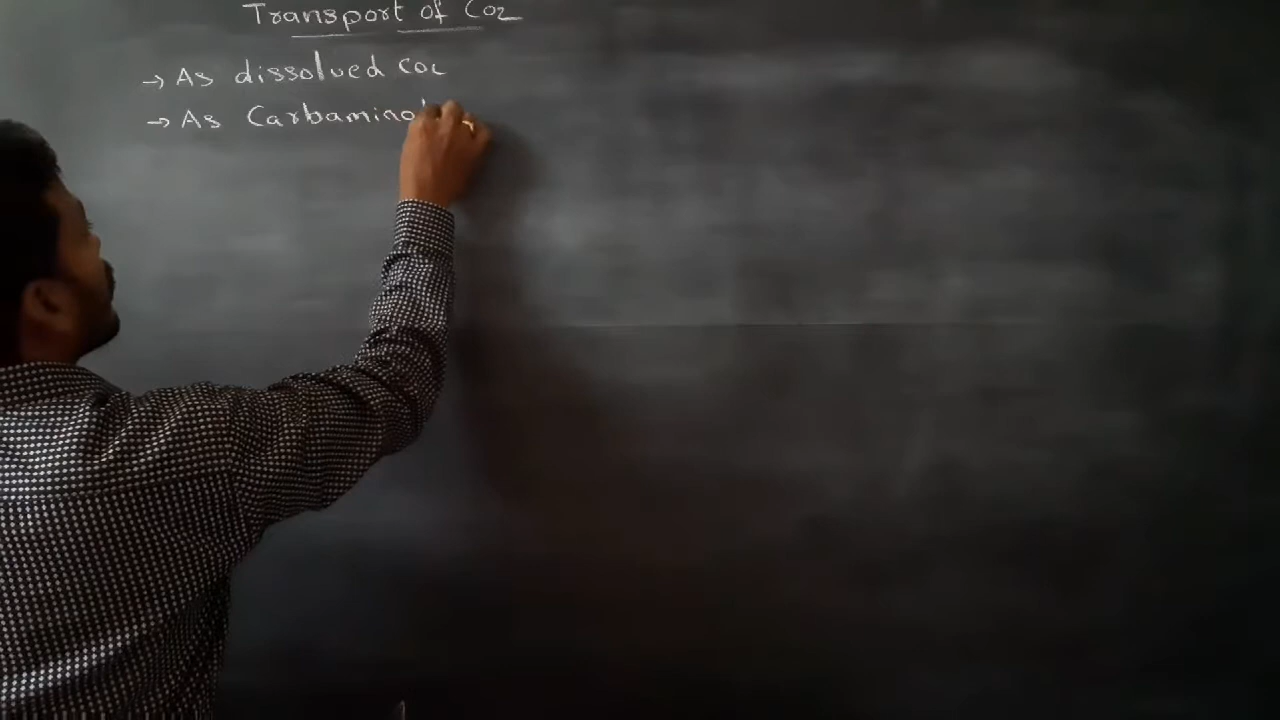 Transport of CO2
→ As dissolved CO2
→ As Carbamino